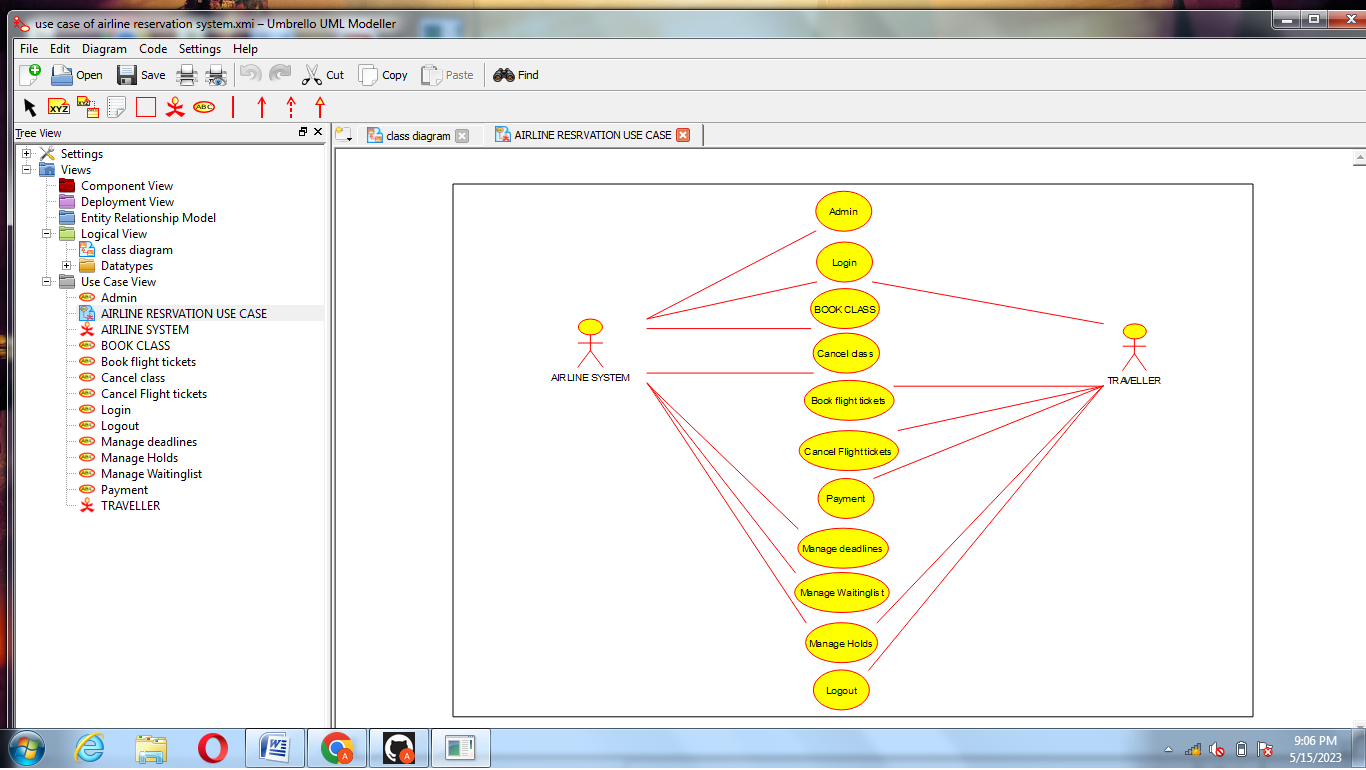 use case of airline reservation system.xmi – Umbrello UML Modeller
File Edit Diagram Code Settings Help
Open Save Cut Copy Paste Find
XYZ XYZ ABC
Tree View
class diagram
AIRLINE RESRVATION USE CASE
Settings
Views
Component View
Deployment View
Entity Relationship Model
Logical View
class diagram
Datatypes
Use Case View
Admin
AIRLINE RESRVATION USE CASE
AIRLINE SYSTEM
BOOK CLASS
Book flight tickets
Cancel class
Cancel Flight tickets
Login
Logout
Manage deadlines
Manage Holds
Manage Waitinglist
Payment
TRAVELLER
Admin
Login
BOOK CLASS
Cancel class
AIRLINE SYSTEM
TRAVELLER
Book flight tickets
Cancel Flight tickets
Payment
Manage deadlines
Manage Waitinglist
Manage Holds
Logout
W A A
9:06 PM
5/15/2023